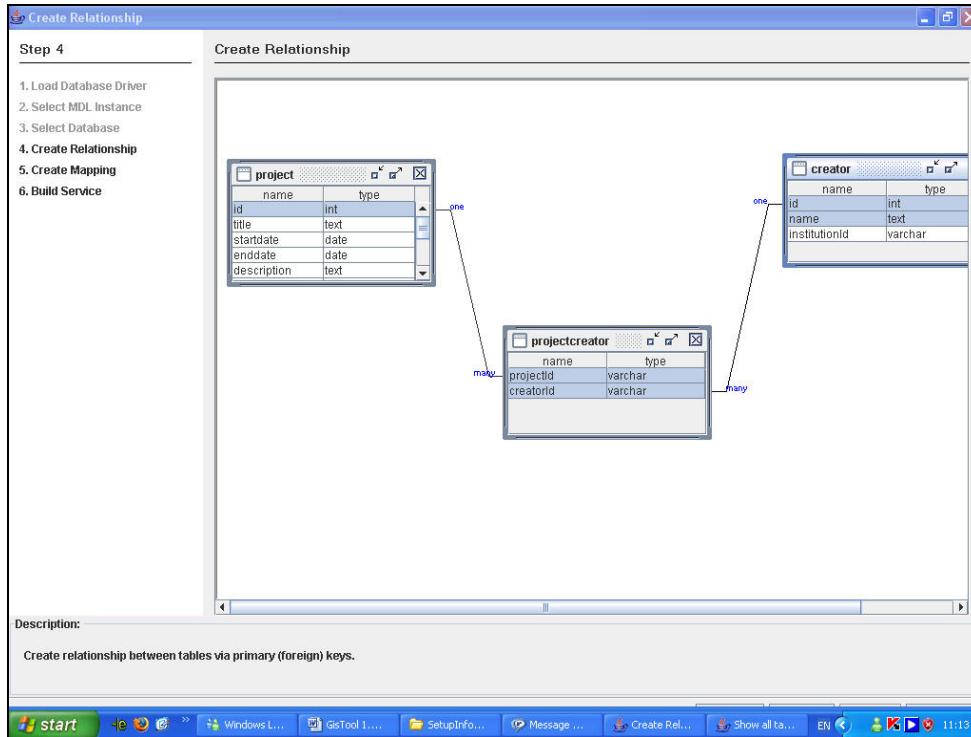 Create Relationship
Step 4
1. Load Database Driver
2. Select MDL Instance
3. Select Database
4. Create Relationship
5. Create Mapping
6. Build Service
Create Relationship
project
name type
id int
title text
startdate date
enddate date
description text
one
many
projectcreator
name type
projectId varchar
creatorId varchar
many
one
creator
name type
id int
name text
institutionId varchar
Description:
Create relationship between tables via primary (foreign) keys.
start
Windows L...
GisTool 1....
SetupInfo...
Message ...
Create Rel...
Show all ta...
EN
11:13